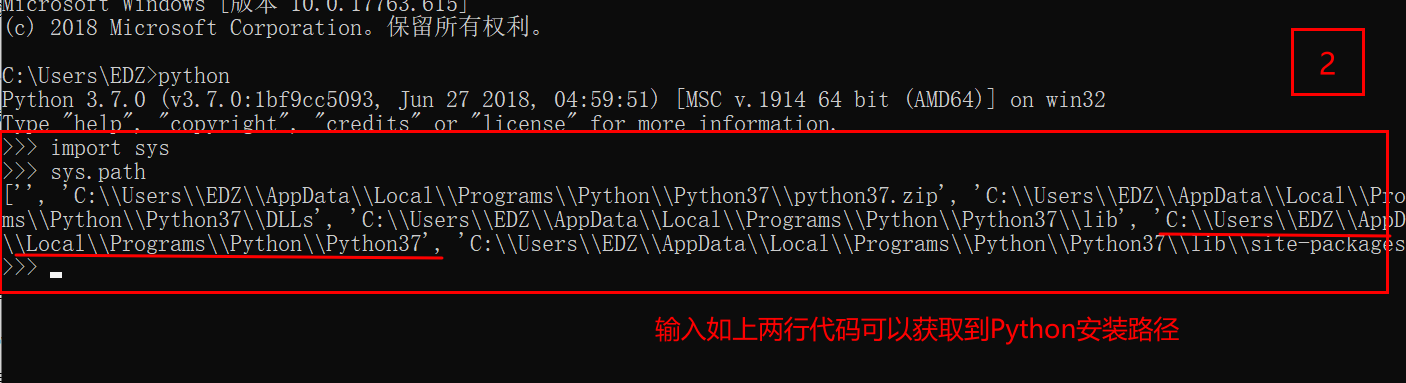 Microsoft Windows [版本 10.0.17763.615]
(c) 2018 Microsoft Corporation。保留所有权利。
2
C:\Users\EDZ>python
Python 3.7.0 (v3.7.0:1bf9cc5093, Jun 27 2018, 04:59:51) [MSC v.1914 64 bit (AMD64)] on win32
Type "help", "copyright", "credits" or "license" for more information.
>>> import sys
>>> sys.path
['', 'C:\\Users\\EDZ\\AppData\\Local\\Programs\\Python\\Python37\\python37.zip', 'C:\\Users\\EDZ\\AppData\\Local\\Pro
ms\\Python\\Python37\\DLLs', 'C:\\Users\\EDZ\\AppData\\Local\\Programs\\Python\\Python37\\lib', 'C:\\Users\\EDZ\\AppD
\\Local\\Programs\\Python\\Python37', 'C:\\Users\\EDZ\\AppData\\Local\\Programs\\Python\\Python37\\lib\\site-packages
>>>
输入如上两行代码可以获取到Python安装路径